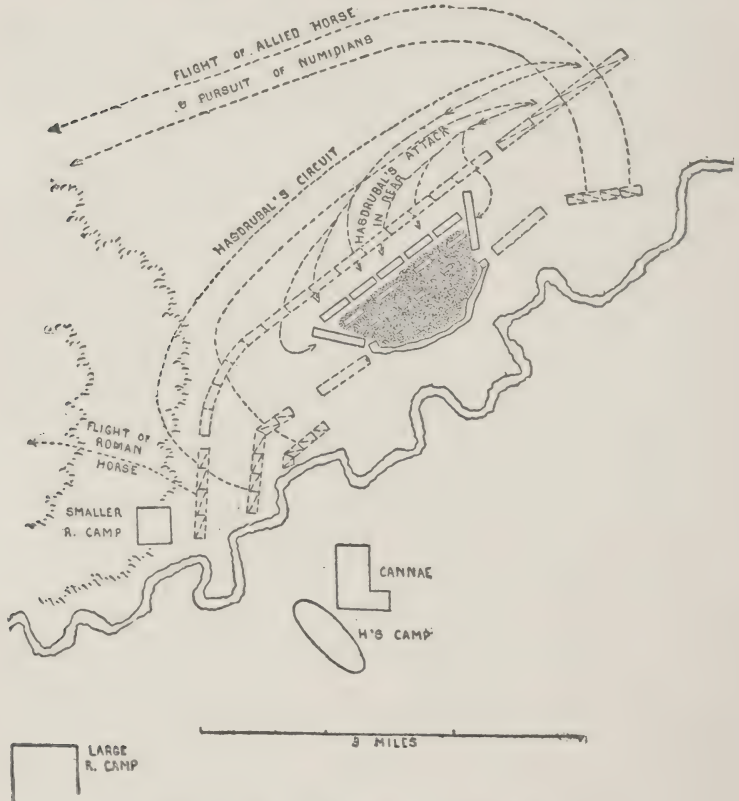 FLIGHT OF ALLIED HORSE
& PURSUIT OF NUMIDIANS
HASDRUBAL'S CIRCUIT
HASDRUBAL'S ATTACK
IN REAR
FLIGHT OF
ROMAN
HORSE
SMALLER
R. CAMP
CANNAE
H'S CAMP
MILES
LARGE
R. CAMP